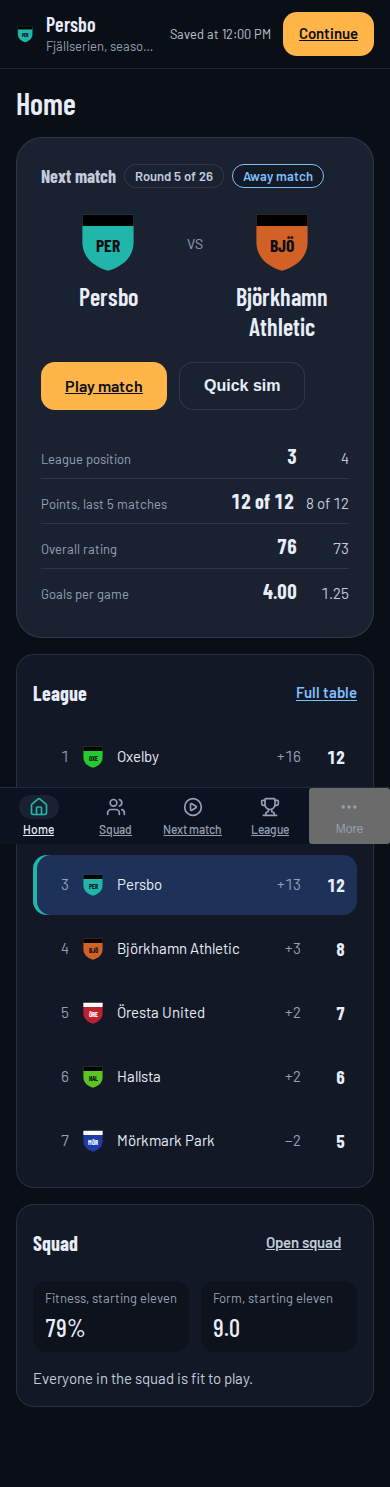 PER
Persbo
Fjällserien, seaso...
Saved at 12:00 PM
Continue
Home
Next match
Round 5 of 26
Away match
PER
VS
BJÖ
Persbo
Björkhamn
Athletic
Play match
Quick sim
League position 3 4
Points, last 5 matches 12 of 12 8 of 12
Overall rating 76 73
Goals per game 4.00 1.25
League
Full table
1 OXE Oxelby +16 12
Home
Squad
Next match
League
More
3 PER Persbo +13 12
4 BJÖ Björkhamn Athletic +3 8
5 ÖRE Öresta United +2 7
6 HAL Hallsta +2 6
7 MÖR Mörkmark Park −2 5
Squad
Open squad
Fitness, starting eleven
79%
Form, starting eleven
9.0
Everyone in the squad is fit to play.